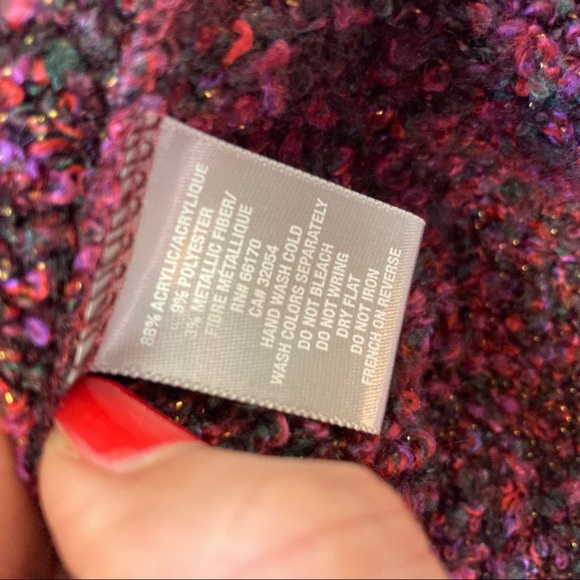 88% ACRYLIC/ACRYLIQUE
9% POLYESTER
3% METALLIC FIBER/
FIBRE MÉTALLIQUE
RN# 66170
CA# 32054
HAND WASH COLD
WASH COLORS SEPARATELY
DO NOT BLEACH
DO NOT WRING
DRY FLAT
DO NOT IRON
FRENCH ON REVERSE